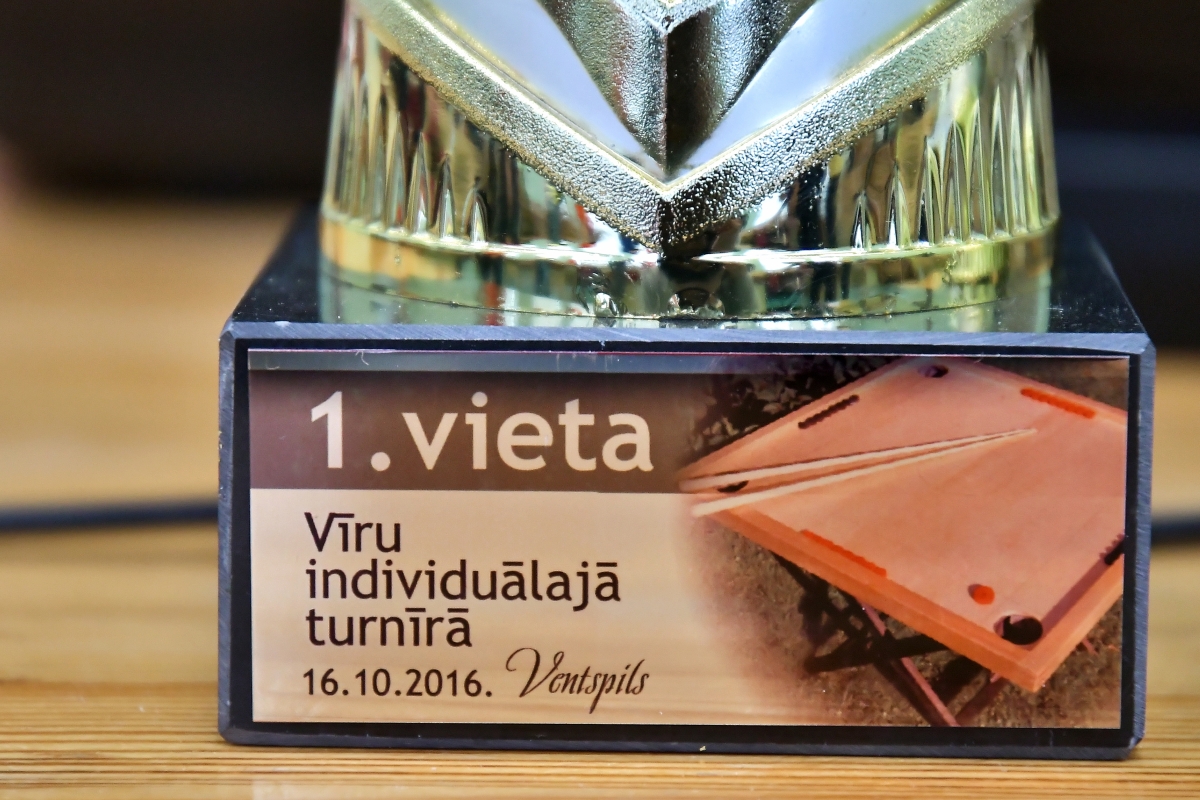 1. vieta
Vīru
individuālajā
turnīrā
16.10.2016. Ventspils